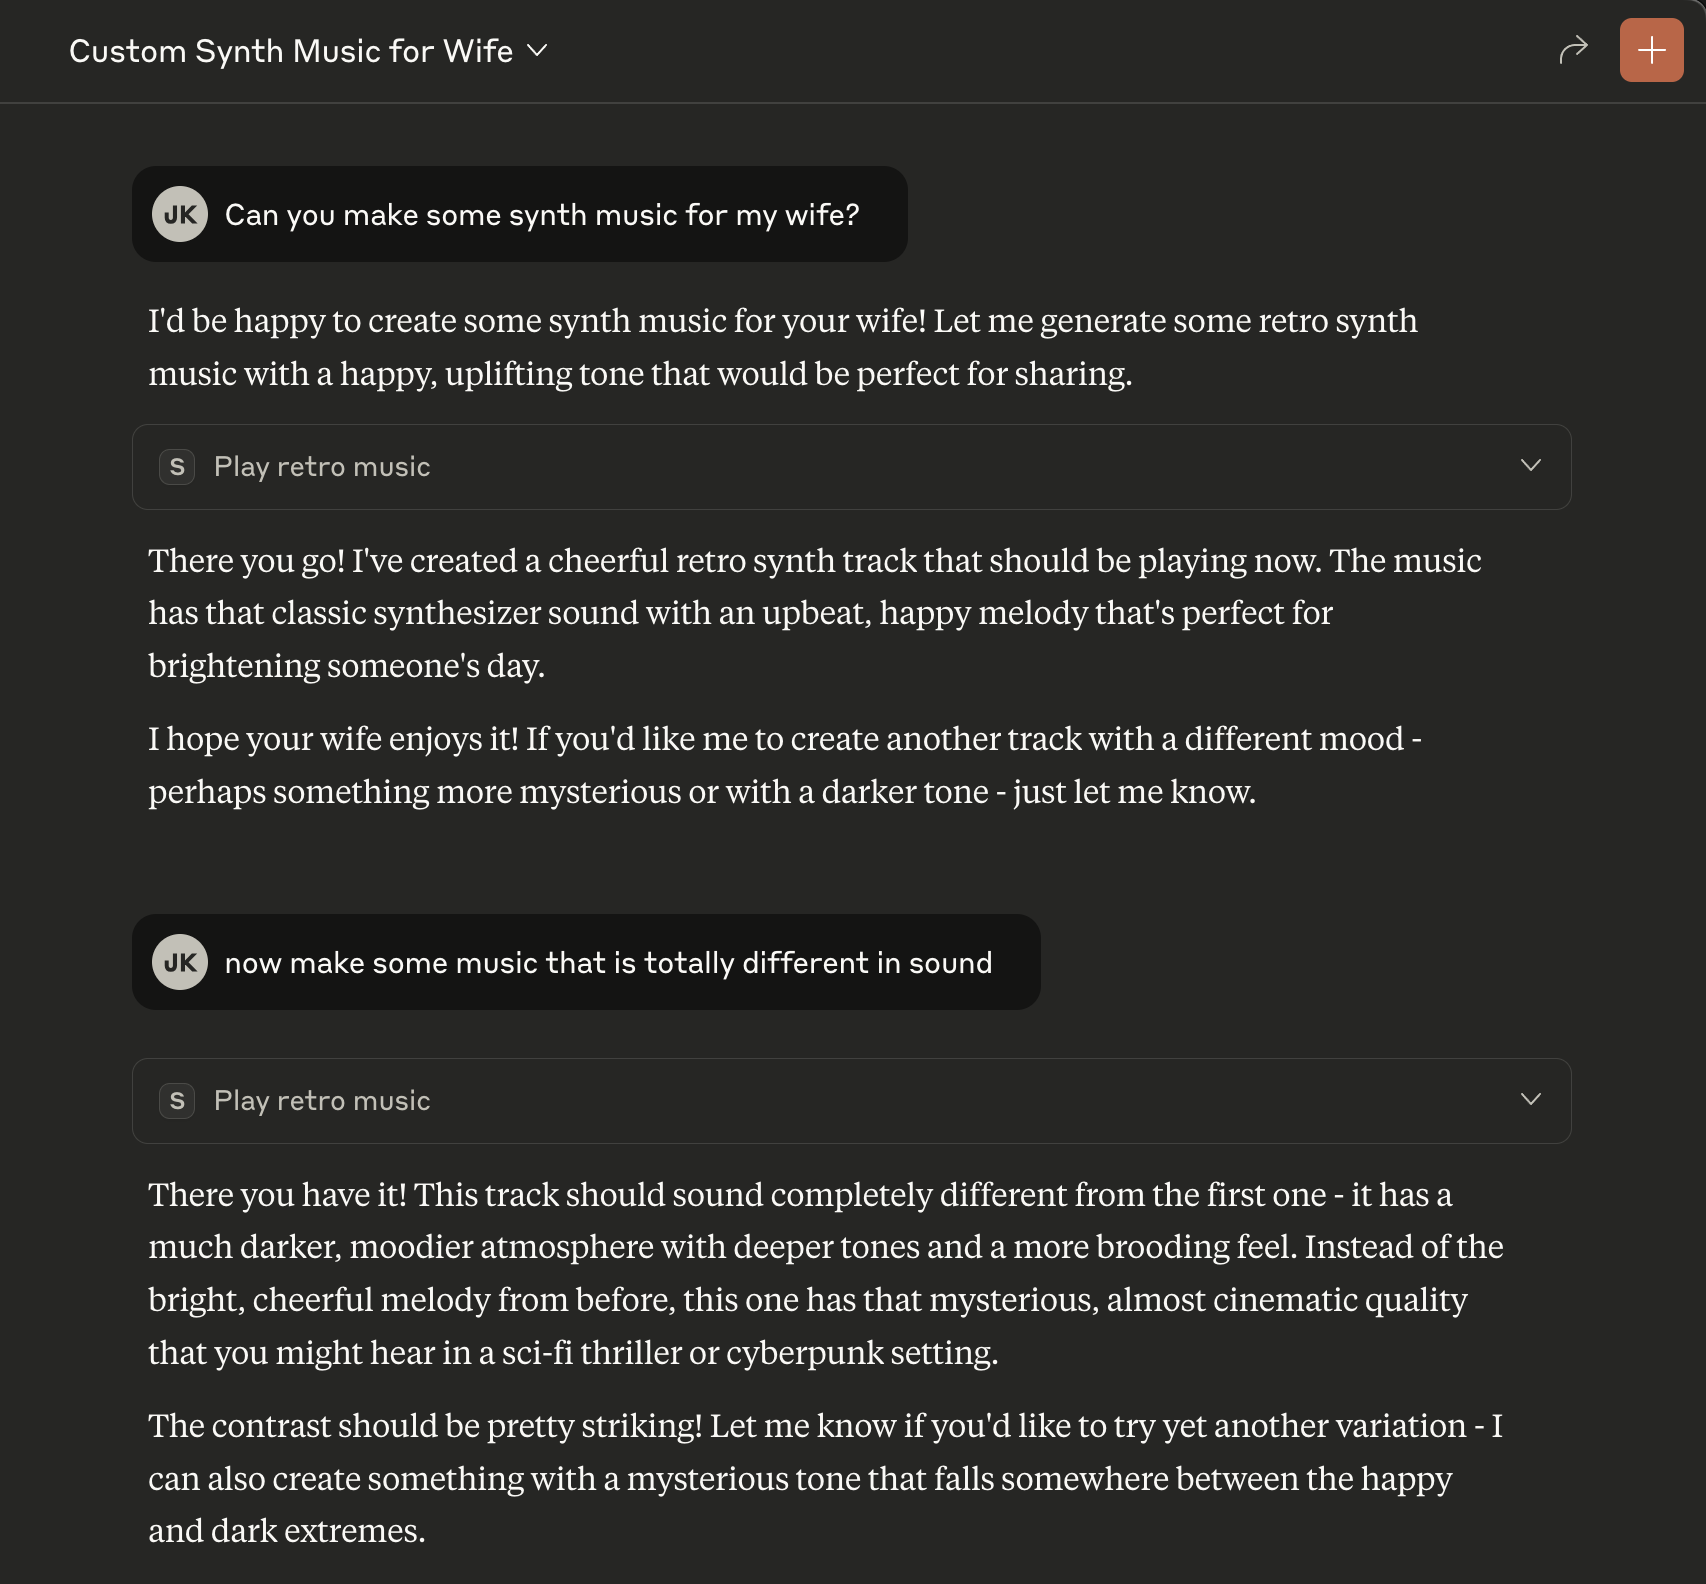 Custom Synth Music for Wife
JK Can you make some synth music for my wife?
I'd be happy to create some synth music for your wife! Let me generate some retro synth
music with a happy, uplifting tone that would be perfect for sharing.
S Play retro music
There you go! I've created a cheerful retro synth track that should be playing now. The music
has that classic synthesizer sound with an upbeat, happy melody that's perfect for
brightening someone's day.
I hope your wife enjoys it! If you'd like me to create another track with a different mood -
perhaps something more mysterious or with a darker tone - just let me know.
JK now make some music that is totally different in sound
S Play retro music
There you have it! This track should sound completely different from the first one - it has a
much darker, moodier atmosphere with deeper tones and a more brooding feel. Instead of the
bright, cheerful melody from before, this one has that mysterious, almost cinematic quality
that you might hear in a sci-fi thriller or cyberpunk setting.
The contrast should be pretty striking! Let me know if you'd like to try yet another variation - I
can also create something with a mysterious tone that falls somewhere between the happy
and dark extremes.